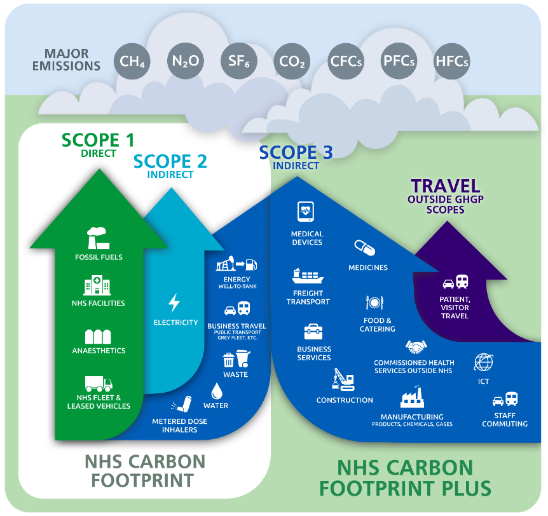 MAJOR
EMISSIONS
CH4
N2O
SF6
CO2
CFCs
PFCs
HFCs
SCOPE 1
DIRECT
SCOPE 2
INDIRECT
SCOPE 3
INDIRECT
TRAVEL
OUTSIDE GHGP
SCOPES
FOSSIL FUELS
NHS FACILITIES
ANAESTHETICS
NHS FLEET &
LEASED VEHICLES
ELECTRICITY
ENERGY
WELL-TO-TANK
BUSINESS TRAVEL
PUBLIC TRANSPORT
GREY FLEET, ETC.
WASTE
WATER
METERED DOSE
INHALERS
MEDICAL
DEVICES
MEDICINES
FREIGHT
TRANSPORT
FOOD &
CATERING
BUSINESS
SERVICES
COMMISSIONED HEALTH
SERVICES OUTSIDE NHS
CONSTRUCTION
MANUFACTURING
PRODUCTS, CHEMICALS, GASES
ICT
STAFF
COMMUTING
PATIENT,
VISITOR
TRAVEL
NHS CARBON
FOOTPRINT
NHS CARBON
FOOTPRINT PLUS